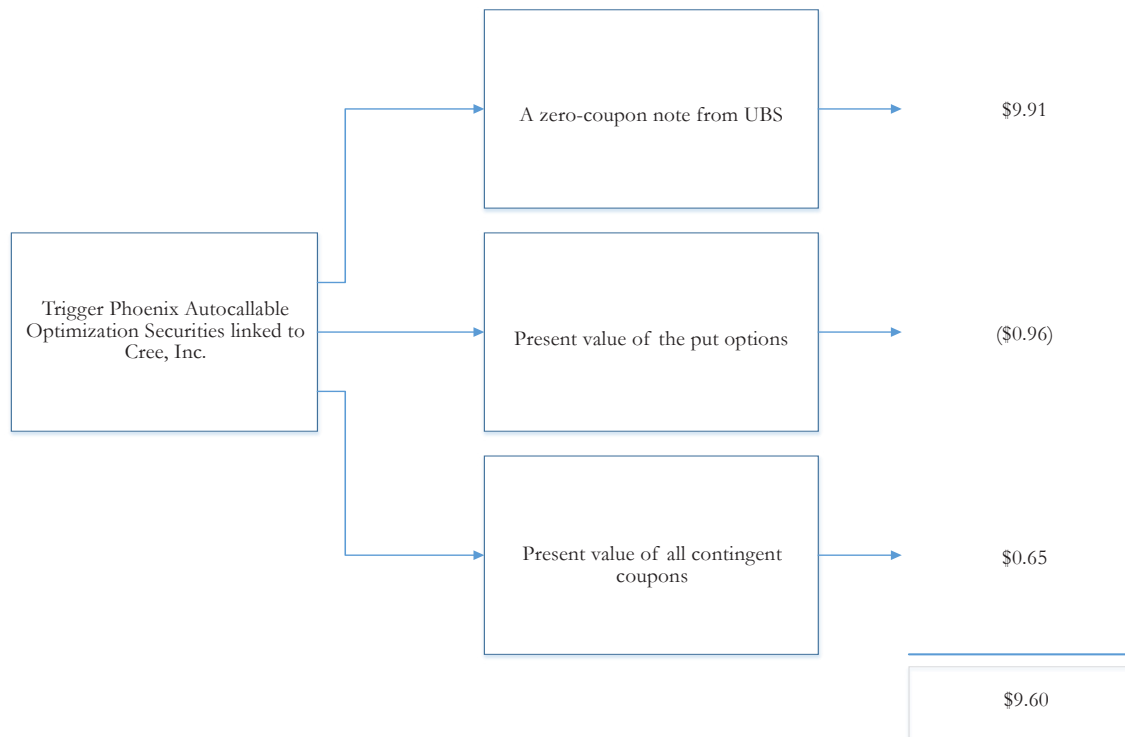 A zero-coupon note from UBS
$9.91
Trigger Phoenix Autocallable
Optimization Securities linked to
Cree, Inc.
Present value of the put options
($0.96)
Present value of all contingent
coupons
$0.65
$9.60